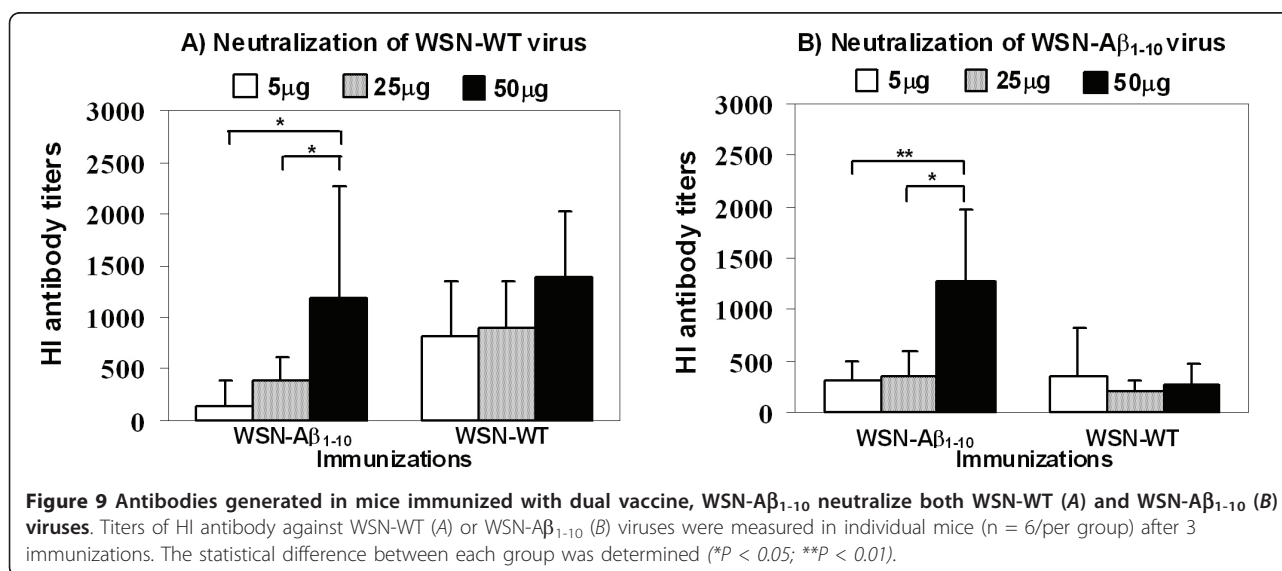 A) Neutralization of WSN-WT virus
5μg 25μg 50μg
HI antibody titers
3000
2500
2000
1500
1000
500
0
* 
*
WSN-Aβ1-10 WSN-WT
Immunizations
B) Neutralization of WSN-Aβ1-10 virus
5μg 25μg 50μg
HI antibody titers
3000
2500
2000
1500
1000
500
0
**
*
WSN-Aβ1-10 WSN-WT
Immunizations
Figure 9 Antibodies generated in mice immunized with dual vaccine, WSN-Aβ1-10 neutralize both WSN-WT (A) and WSN-Aβ1-10 (B)
viruses. Titers of HI antibody against WSN-WT (A) or WSN-Aβ1-10 (B) viruses were measured in individual mice (n = 6/per group) after 3
immunizations. The statistical difference between each group was determined (*P < 0.05; **P < 0.01).